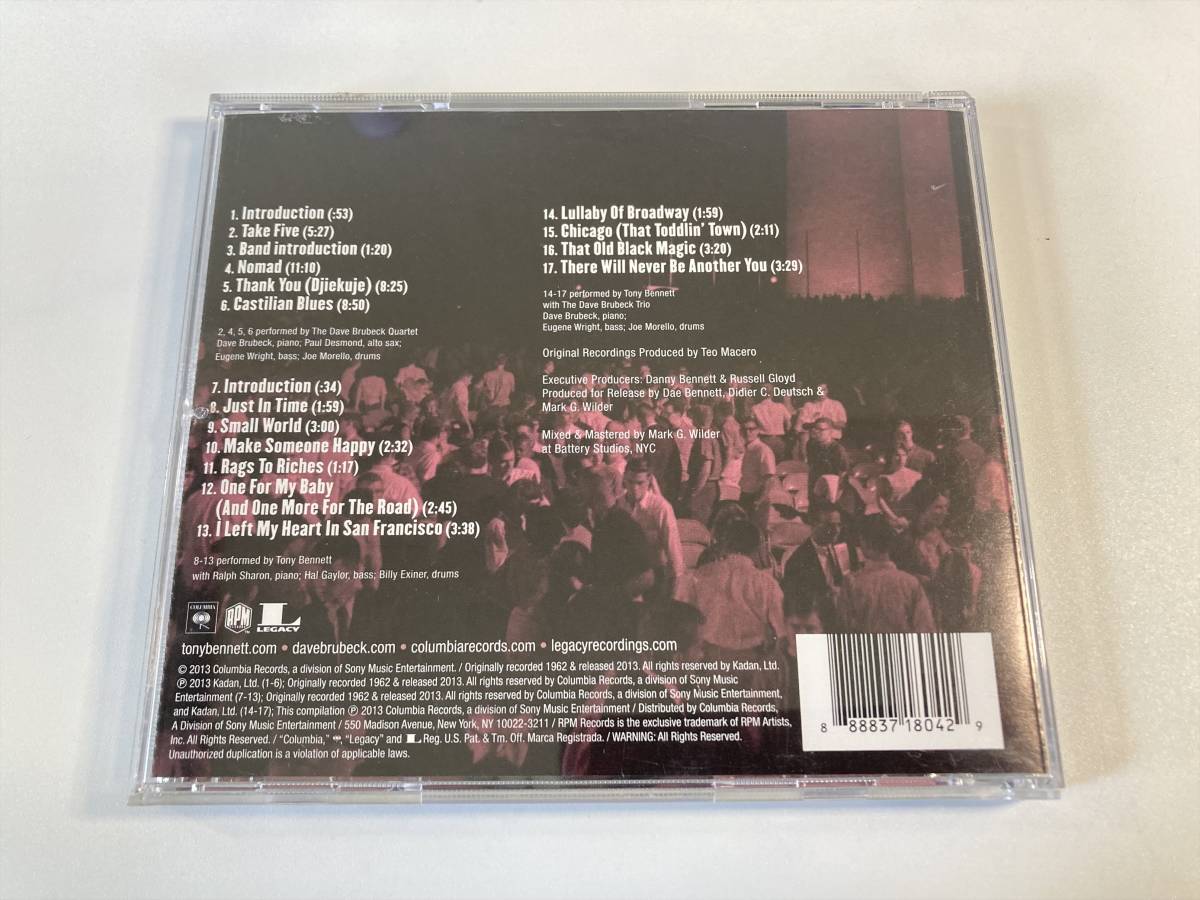 1. Introduction (:53)
2. Take Five (5:27)
3. Band introduction (1:20)
4. Nomad (11:10)
5. Thank You (Djiekuje) (8:25)
6. Castilian Blues (8:50)
2, 4, 5, 6 performed by The Dave Brubeck Quartet
Dave Brubeck, piano; Paul Desmond, alto sax;
Eugene Wright, bass; Joe Morello, drums
7. Introduction (:34)
8. Just In Time (1:59)
9. Small World (3:00)
10. Make Someone Happy (2:32)
11. Rags To Riches (1:17)
12. One For My Baby
(And One More For The Road) (2:45)
13. I Left My Heart In San Francisco (3:38)
8-13 performed by Tony Bennett
with Ralph Sharon, piano; Hal Gaylor, bass; Billy Exiner, drums
14. Lullaby Of Broadway (1:59)
15. Chicago (That Toddlin' Town) (2:11)
16. That Old Black Magic (3:20)
17. There Will Never Be Another You (3:29)
14-17 performed by Tony Bennett
with The Dave Brubeck Trio
Dave Brubeck, piano;
Eugene Wright, bass; Joe Morello, drums
Original Recordings Produced by Teo Macero
Executive Producers: Danny Bennett & Russell Gloyd
Produced for Release by Dae Bennett, Didier C. Deutsch &
Mark G. Wilder
Mixed & Mastered by Mark G. Wilder
at Battery Studios, NYC
COLUMBIA RPM L LEGACY
tonybennett.com • davebrubeck.com • columbiarecords.com • legacyrecordings.com
© 2013 Columbia Records, a division of Sony Music Entertainment. / Originally recorded 1962 & released 2013. All rights reserved by Kadan, Ltd.
℗ 2013 Kadan, Ltd. (1-6); Originally recorded 1962 & released 2013. All rights reserved by Columbia Records, a division of Sony Music
Entertainment (7-13); Originally recorded 1962 & released 2013. All rights reserved by Columbia Records, a division of Sony Music Entertainment,
and Kadan, Ltd. (14-17); This compilation ℗ 2013 Columbia Records, a division of Sony Music Entertainment / Distributed by Columbia Records,
A Division of Sony Music Entertainment / 550 Madison Avenue, New York, NY 10022-3211 / RPM Records is the exclusive trademark of RPM Artists,
Inc. All Rights Reserved. / "Columbia," , "Legacy" and L Reg. U.S. Pat. & Tm. Off. Marca Registrada. / WARNING: All Rights Reserved.
Unauthorized duplication is a violation of applicable laws.
8 88837 18042 9